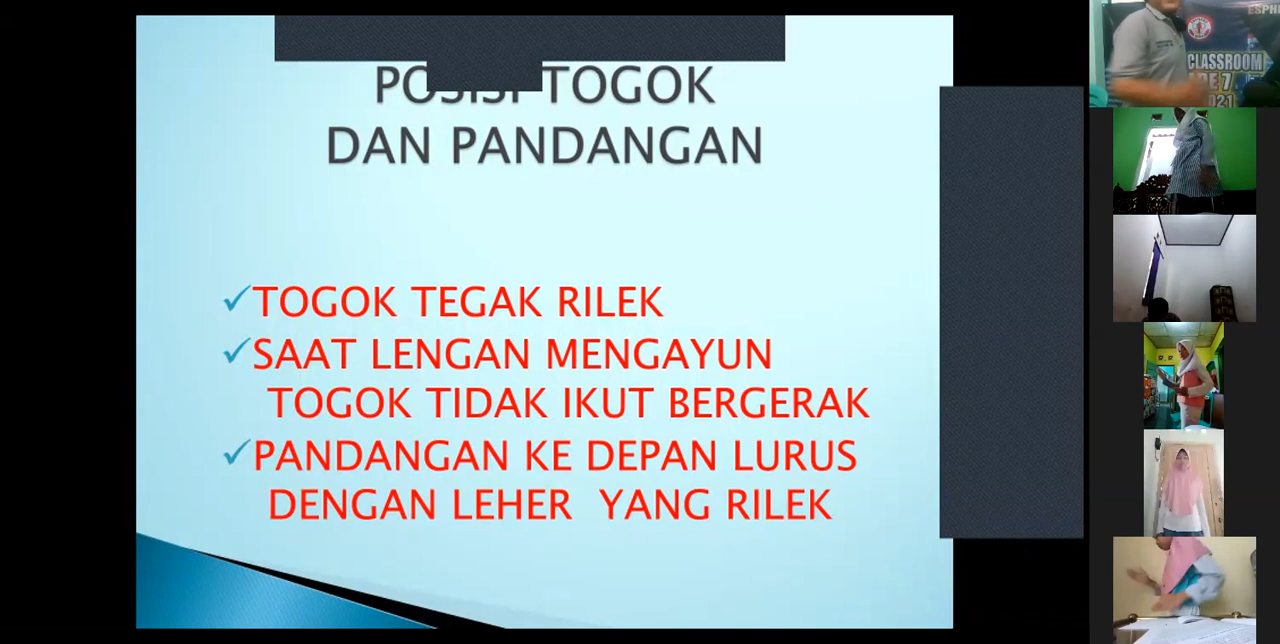 POSISI TOGOK
DAN PANDANGAN
TOGOK TEGAK RILEK
SAAT LENGAN MENGAYUN
TOGOK TIDAK IKUT BERGERAK
PANDANGAN KE DEPAN LURUS
DENGAN LEHER YANG RILEK
CLASSROOM